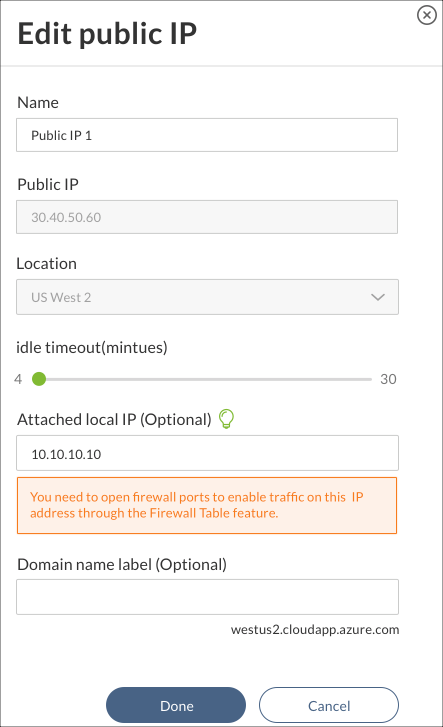 Edit public IP
Name
Public IP 1
Public IP
30.40.50.60
Location
US West 2
idle timeout(mintues)
4 30
Attached local IP (Optional)
10.10.10.10
You need to open firewall ports to enable traffic on this IP
address through the Firewall Table feature.
Domain name label (Optional)
westus2.cloudapp.azure.com
Done Cancel